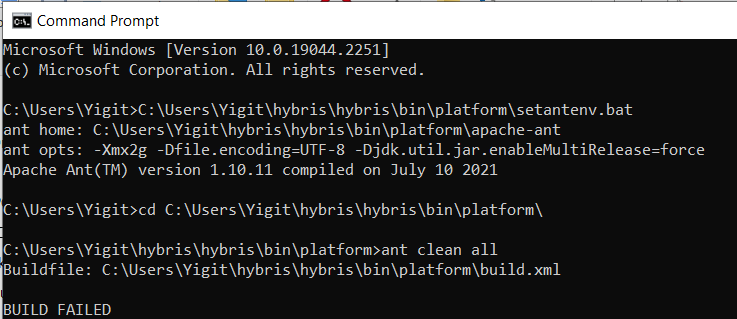 Command Prompt
Microsoft Windows [Version 10.0.19044.2251]
(c) Microsoft Corporation. All rights reserved.
C:\Users\Yigit>C:\Users\Yigit\hybris\hybris\bin\platform\setantenv.bat
ant home: C:\Users\Yigit\hybris\hybris\bin\platform\apache-ant
ant opts: -Xmx2g -Dfile.encoding=UTF-8 -Djdk.util.jar.enableMultiRelease=force
Apache Ant(TM) version 1.10.11 compiled on July 10 2021
C:\Users\Yigit>cd C:\Users\Yigit\hybris\hybris\bin\platform\
C:\Users\Yigit\hybris\hybris\bin\platform>ant clean all
Buildfile: C:\Users\Yigit\hybris\hybris\bin\platform\build.xml
BUILD FAILED